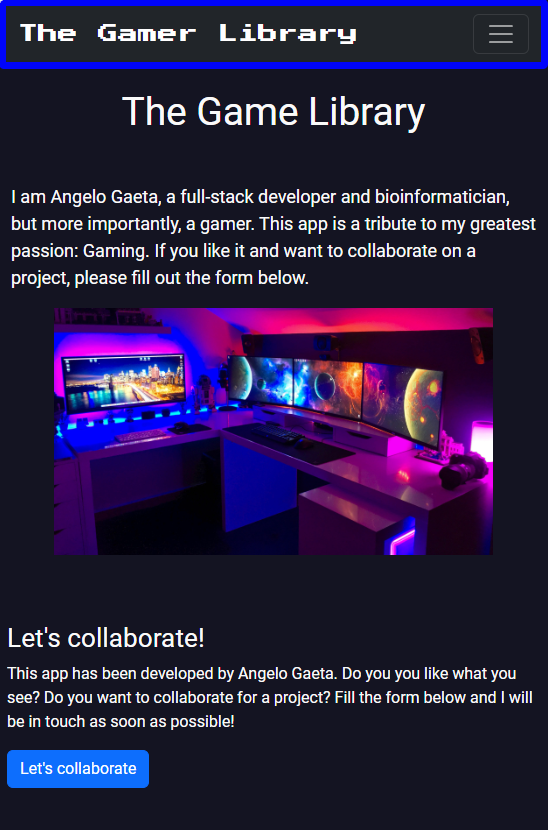 The Gamer Library
The Game Library
I am Angelo Gaeta, a full-stack developer and bioinformatician,
but more importantly, a gamer. This app is a tribute to my greatest
passion: Gaming. If you like it and want to collaborate on a
project, please fill out the form below.
Let's collaborate!
This app has been developed by Angelo Gaeta. Do you you like what you
see? Do you want to collaborate for a project? Fill the form below and I will
be in touch as soon as possible!
Let's collaborate